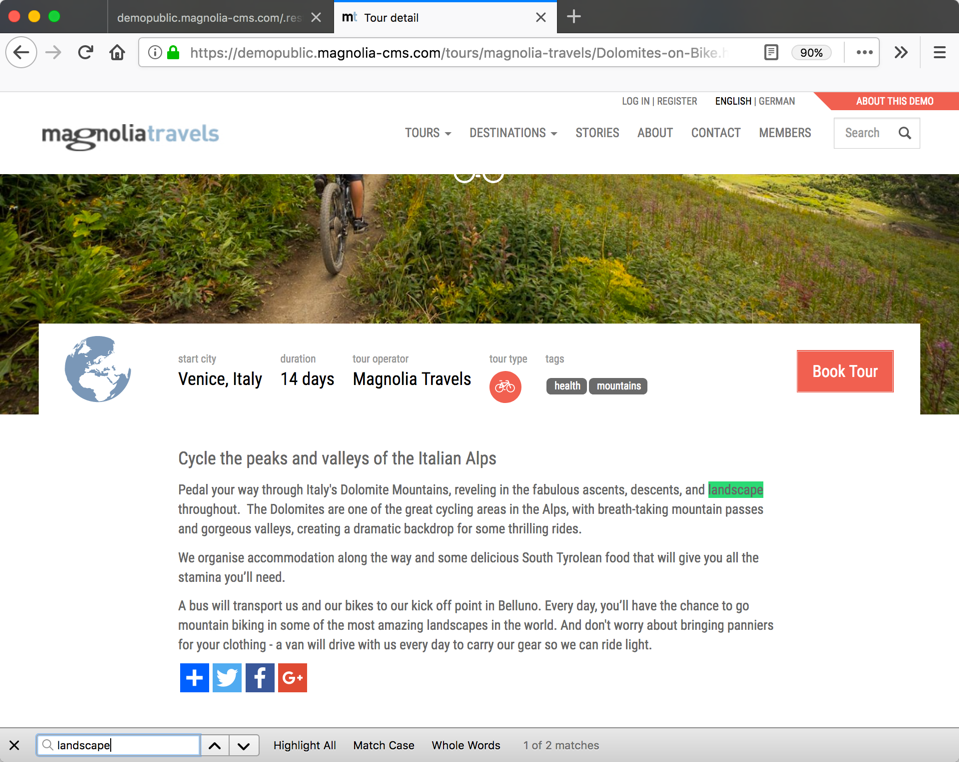 demopublic.magnolia-cms.com/.res
mt Tour detail
https://demopublic.magnolia-cms.com/tours/magnolia-travels/Dolomites-on-Bike.h
90%
LOG IN | REGISTER ENGLISH | GERMAN ABOUT THIS DEMO
magnoliatravels
TOURS DESTINATIONS STORIES ABOUT CONTACT MEMBERS Search
start city duration tour operator tour type tags
Venice, Italy 14 days Magnolia Travels health mountains
Book Tour
Cycle the peaks and valleys of the Italian Alps
Pedal your way through Italy's Dolomite Mountains, reveling in the fabulous ascents, descents, and landscape
throughout. The Dolomites are one of the great cycling areas in the Alps, with breath-taking mountain passes
and gorgeous valleys, creating a dramatic backdrop for some thrilling rides.
We organise accommodation along the way and some delicious South Tyrolean food that will give you all the
stamina you’ll need.
A bus will transport us and our bikes to our kick off point in Belluno. Every day, you’ll have the chance to go
mountain biking in some of the most amazing landscapes in the world. And don't worry about bringing panniers
for your clothing - a van will drive with us every day to carry our gear so we can ride light.
G+
landscape Highlight All Match Case Whole Words 1 of 2 matches